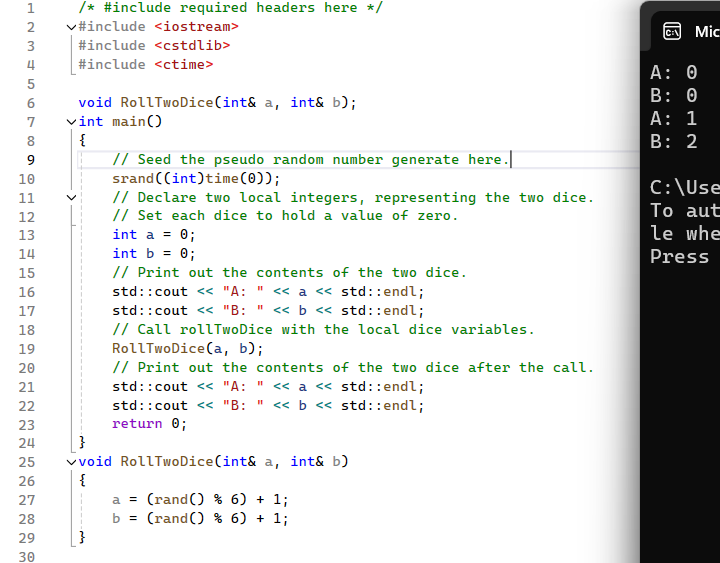 1 /* #include required headers here */
2 #include <iostream>
3 #include <cstdlib>
4 #include <ctime>
5
6 void RollTwoDice(int& a, int& b);
7 int main()
8 {
9 // Seed the pseudo random number generate here.
10 srand((int)time(0));
11 // Declare two local integers, representing the two dice.
12 // Set each dice to hold a value of zero.
13 int a = 0;
14 int b = 0;
15 // Print out the contents of the two dice.
16 std::cout << "A: " << a << std::endl;
17 std::cout << "B: " << b << std::endl;
18 // Call rollTwoDice with the local dice variables.
19 RollTwoDice(a, b);
20 // Print out the contents of the two dice after the call.
21 std::cout << "A: " << a << std::endl;
22 std::cout << "B: " << b << std::endl;
23 return 0;
24 }
25 void RollTwoDice(int& a, int& b)
26 {
27 a = (rand() % 6) + 1;
28 b = (rand() % 6) + 1;
29 }
30
Mic
A: 0
B: 0
A: 1
B: 2
C:\Use
To aut
le whe
Press